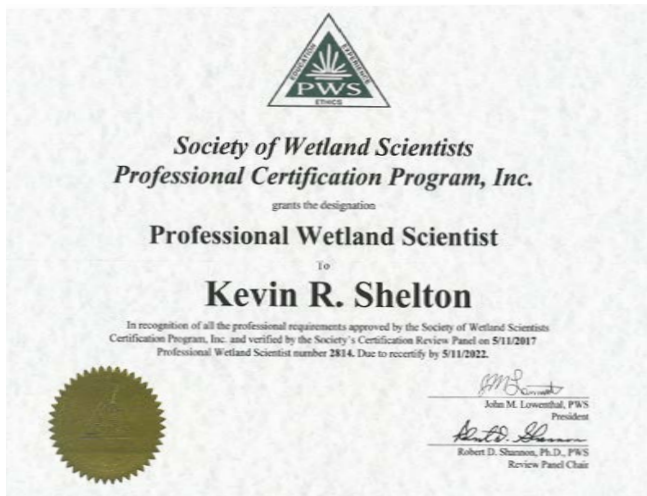 EDUCATION
EXPERIENCE
PWS
ETHICS
Society of Wetland Scientists
Professional Certification Program, Inc.
grants the designation
Professional Wetland Scientist
To
Kevin R. Shelton
In recognition of all the professional requirements approved by the Society of Wetland Scientists
Certification Program, Inc. and verified by the Society's Certification Review Panel on 5/11/2017
Professional Wetland Scientist number 2814. Due to recertify by 5/11/2022.
John M. Lowenthal, PWS
President
Robert D. Shannon, Ph.D., PWS
Review Panel Chair